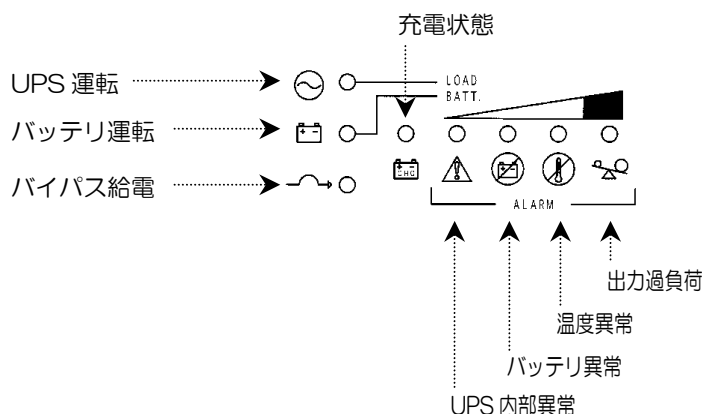 充電状態
UPS 運転
LOAD
BATT.
バッテリ運転
CHG
バイパス給電
ALARM
出力過負荷
温度異常
バッテリ異常
UPS 内部異常